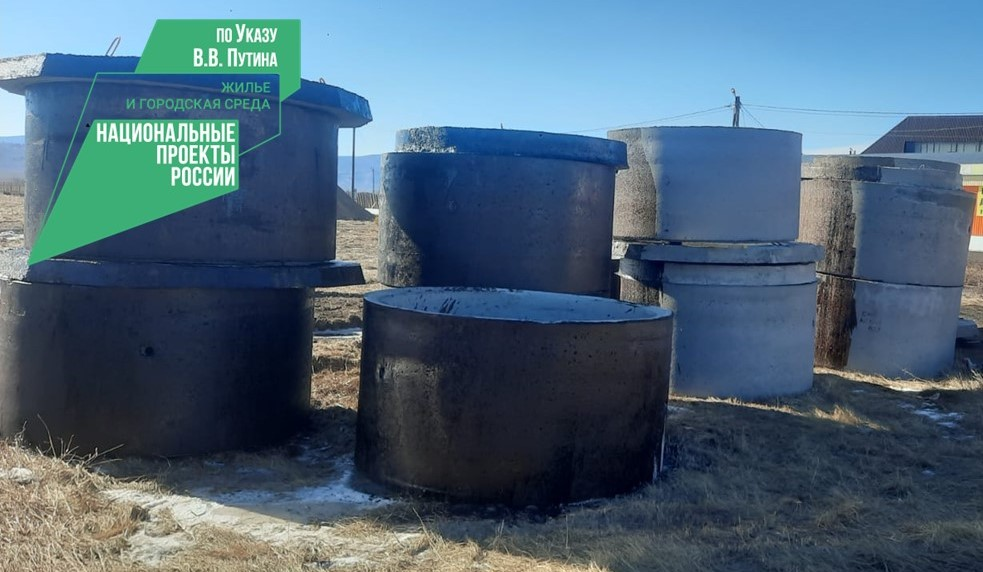 по Указу
В.В. Путина
ЖИЛЬЕ
И ГОРОДСКАЯ СРЕДА
НАЦИОНАЛЬНЫЕ
ПРОЕКТЫ
РОССИИ